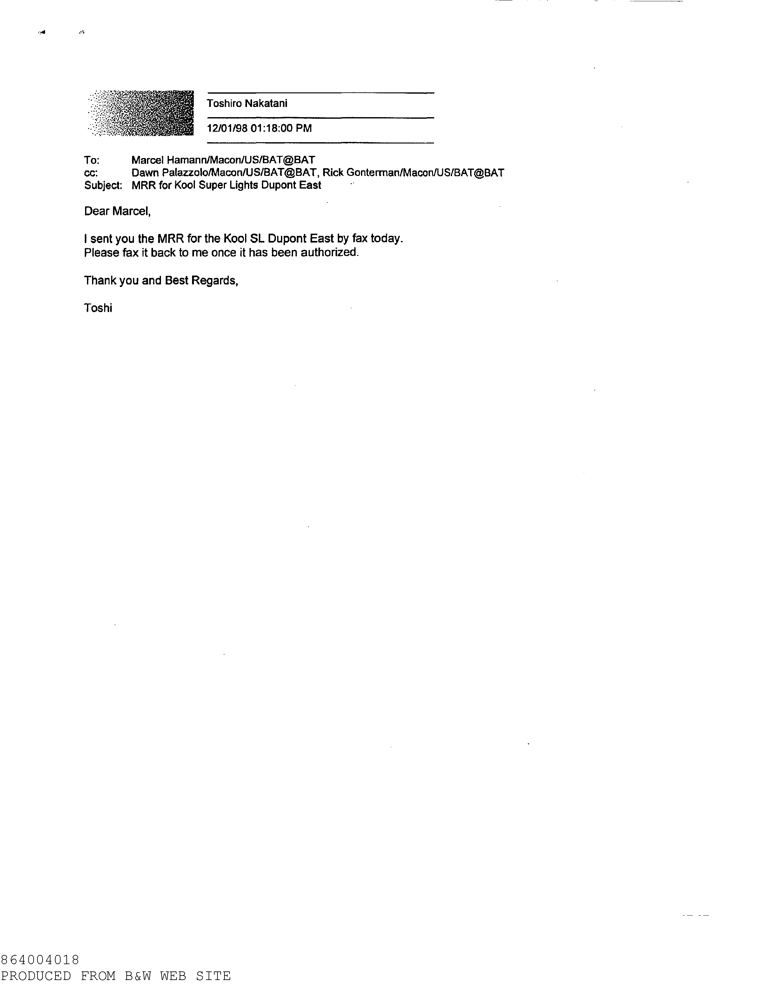 Toshiro Nakatani
12/01/98 01:18:00 PM
To: Marcel Hamann/Macon/US/BAT@BAT
cc: Dawn Palazzolo/Macon/US/BAT@BAT, Rick Gonterman/Macon/US/BAT@BAT
Subject: MRR for Kool Super Lights Dupont East
Dear Marcel,
I sent you the MRR for the Kool SL Dupont East by fax today.
Please fax it back to me once it has been authorized.
Thank you and Best Regards,
Toshi
864004018
PRODUCED FROM B&W WEB SITE